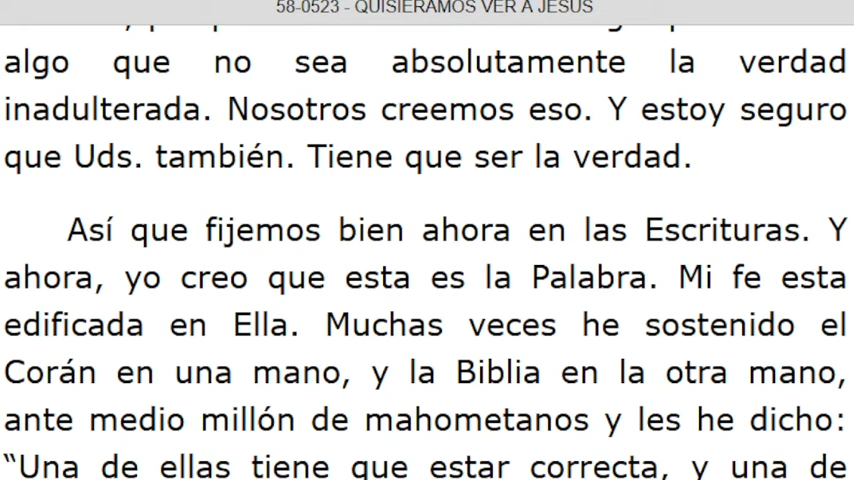 58-0523 - QUISIERAMOS VER A JESUS
algo que no sea absolutamente la verdad
inadulterada. Nosotros creemos eso. Y estoy seguro
que Uds. también. Tiene que ser la verdad.
Así que fijemos bien ahora en las Escrituras. Y
ahora, yo creo que esta es la Palabra. Mi fe esta
edificada en Ella. Muchas veces he sostenido el
Corán en una mano, y la Biblia en la otra mano,
ante medio millón de mahometanos y les he dicho:
“Una de ellas tiene que estar correcta, y una de